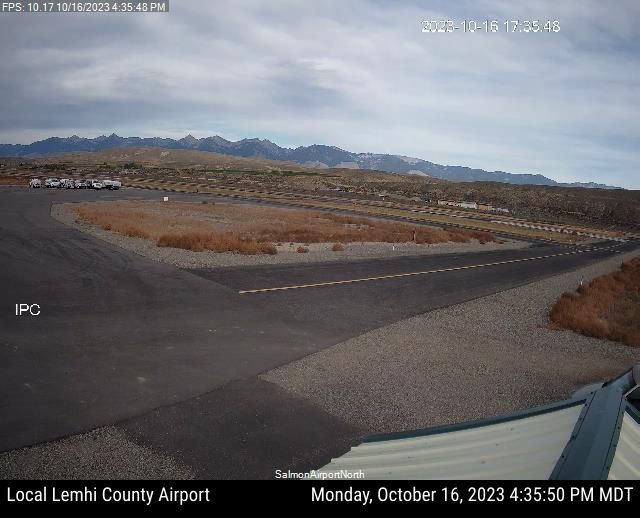 FPS: 10.17 10/16/2023 4:35:48 PM
2023-10-16 17:35:48
IPC
SalmonAirportNorth
Local Lemhi County Airport Monday, October 16, 2023 4:35:50 PM MDT